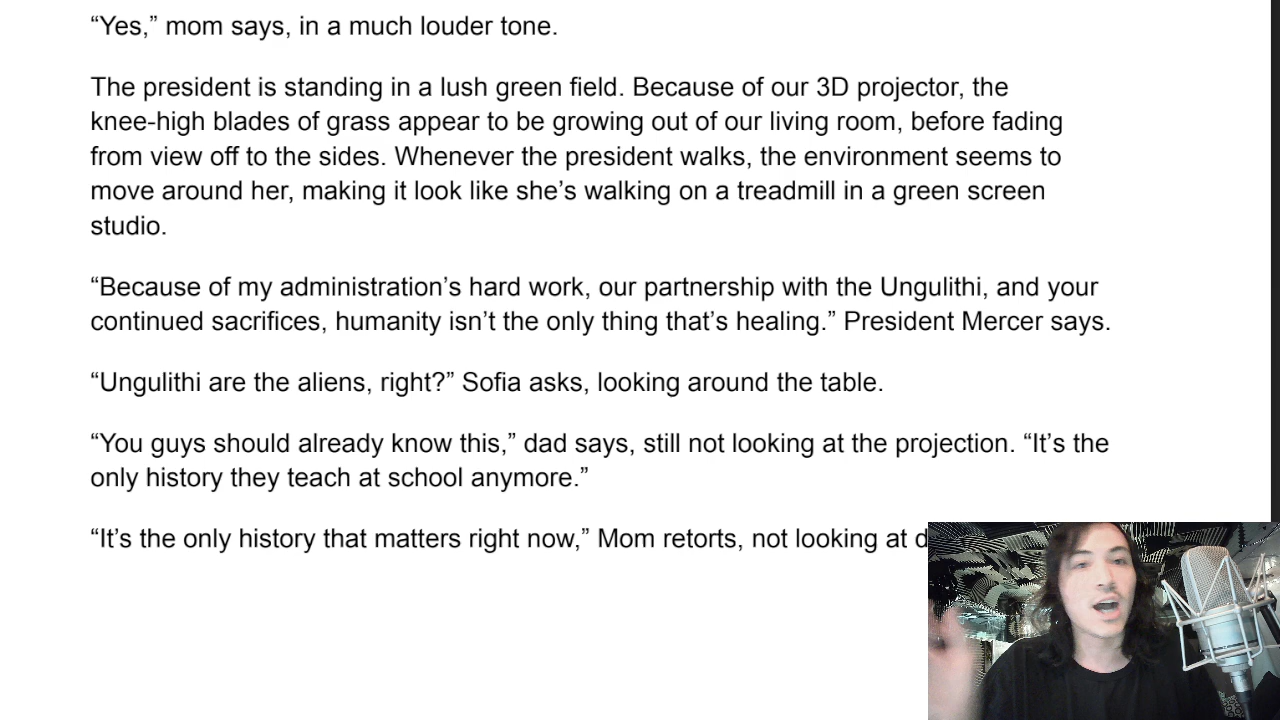 “Yes,” mom says, in a much louder tone.
The president is standing in a lush green field. Because of our 3D projector, the
knee-high blades of grass appear to be growing out of our living room, before fading
from view off to the sides. Whenever the president walks, the environment seems to
move around her, making it look like she’s walking on a treadmill in a green screen
studio.
“Because of my administration’s hard work, our partnership with the Ungulithi, and your
continued sacrifices, humanity isn’t the only thing that’s healing.” President Mercer says.
“Ungulithi are the aliens, right?” Sofia asks, looking around the table.
“You guys should already know this,” dad says, still not looking at the projection. “It’s the
only history they teach at school anymore.”
“It’s the only history that matters right now,” Mom retorts, not looking at